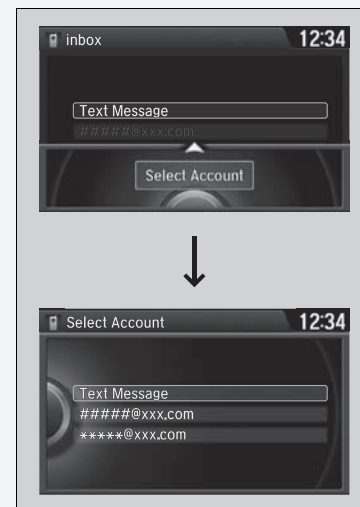 inbox 12:34
Text Message
#####@xxx.com
Select Account
Select Account 12:34
Text Message
#####@xxx.com
*****@xxx.com